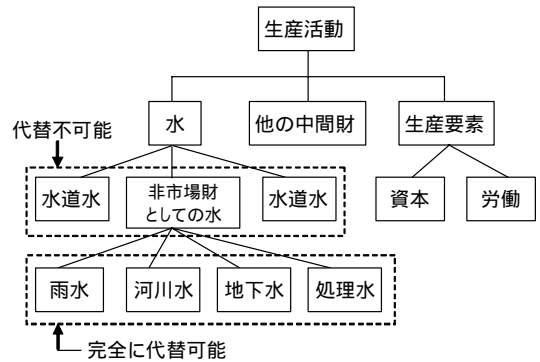 生産活動
水
他の中間財
生産要素
代替不可能
水道水
非市場財
としての水
水道水
資本
労働
雨水
河川水
地下水
処理水
完全に代替可能